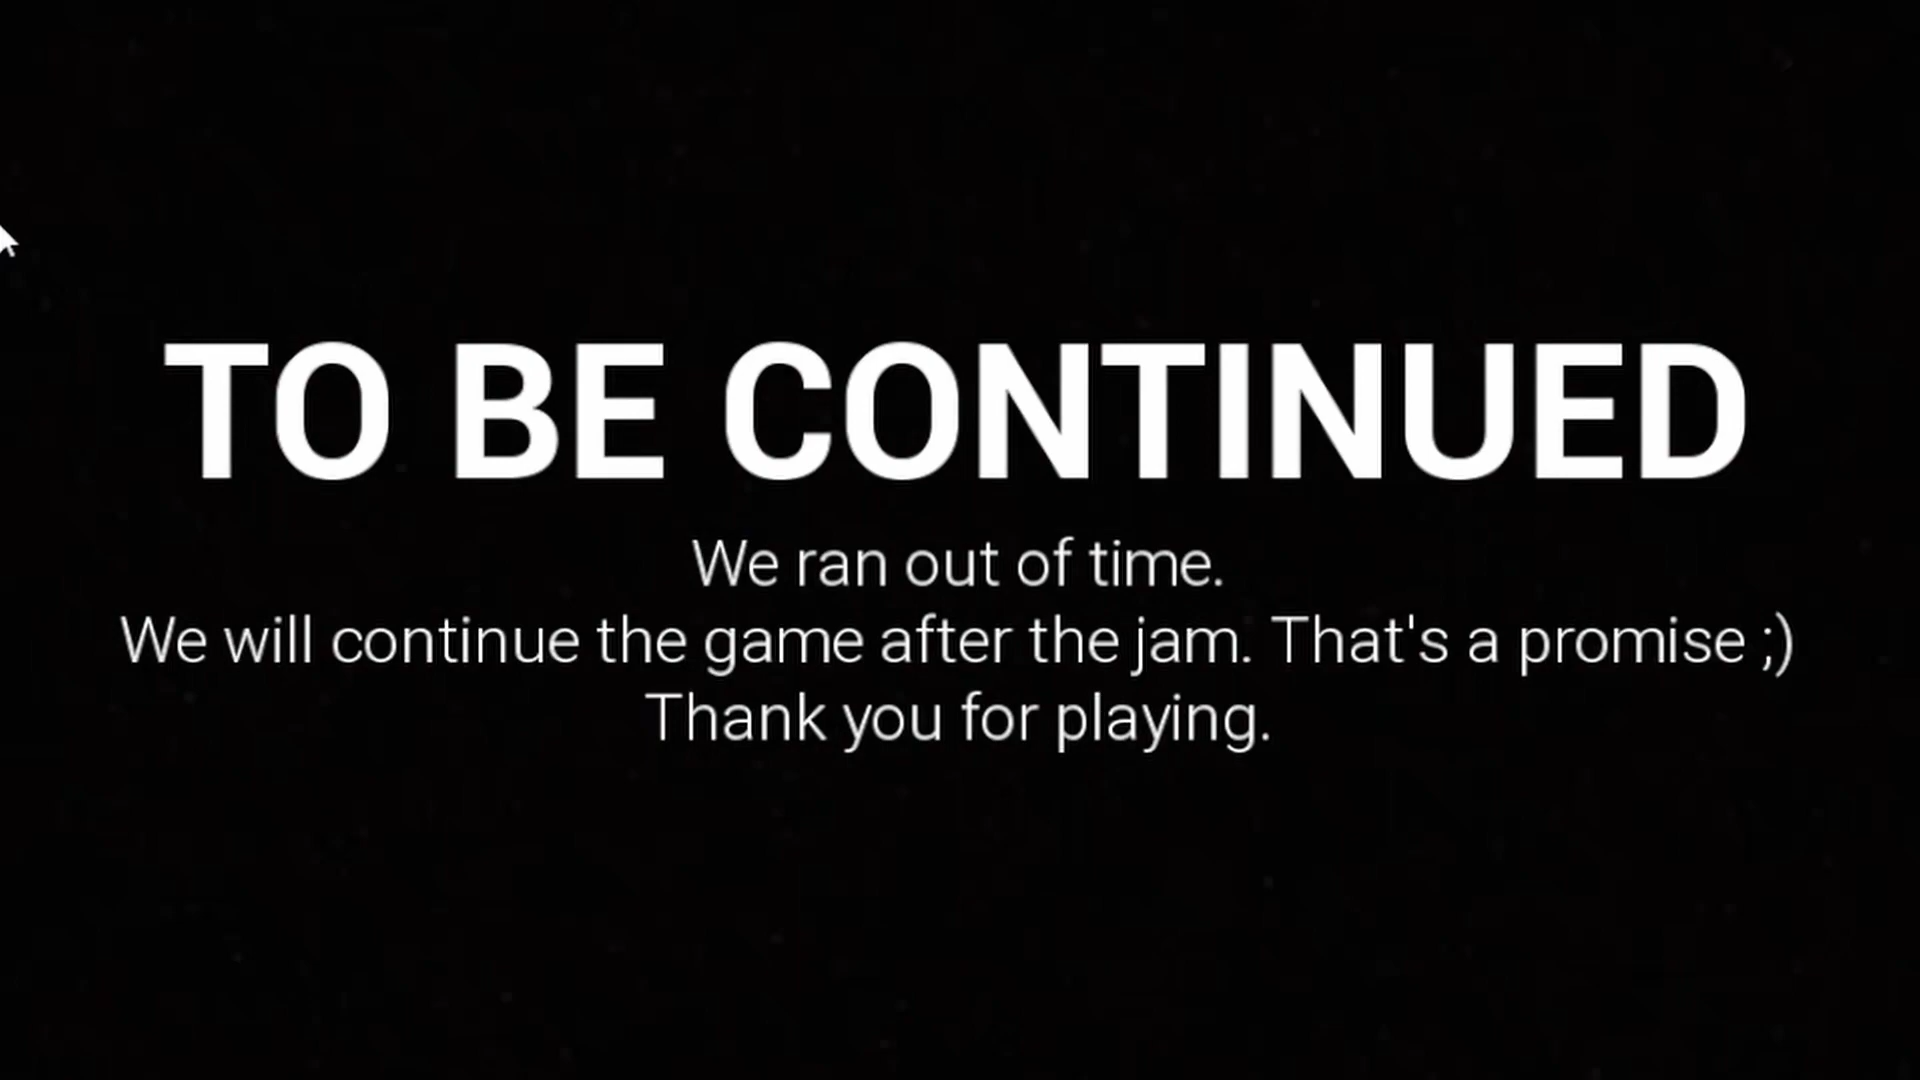 TO BE CONTINUED
We ran out of time.
We will continue the game after the jam. That's a promise ;)
Thank you for playing.